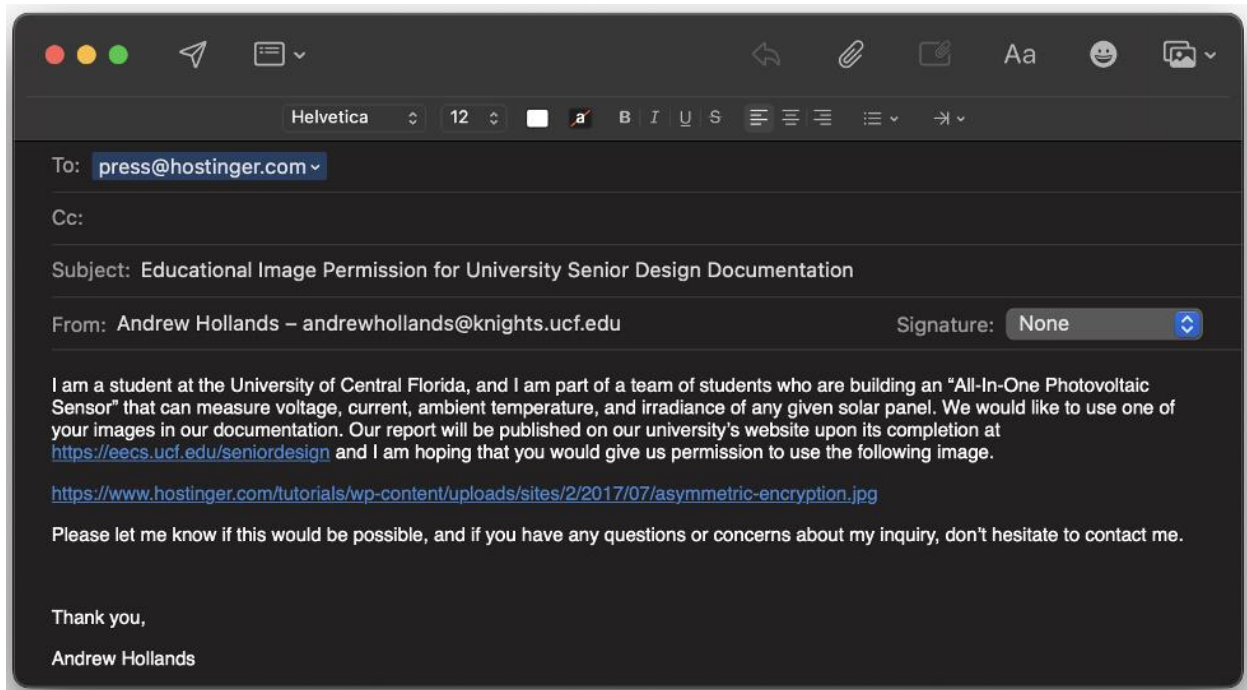 Aa
Helvetica
12
a
B I U S
To: press@hostinger.com
Cc:
Subject: Educational Image Permission for University Senior Design Documentation
From: Andrew Hollands – andrewhollands@knights.ucf.edu
Signature: None
I am a student at the University of Central Florida, and I am part of a team of students who are building an “All-In-One Photovoltaic
Sensor” that can measure voltage, current, ambient temperature, and irradiance of any given solar panel. We would like to use one of
your images in our documentation. Our report will be published on our university’s website upon its completion at
https://eecs.ucf.edu/seniordesign and I am hoping that you would give us permission to use the following image.
https://www.hostinger.com/tutorials/wp-content/uploads/sites/2/2017/07/asymmetric-encryption.jpg
Please let me know if this would be possible, and if you have any questions or concerns about my inquiry, don’t hesitate to contact me.
Thank you,
Andrew Hollands